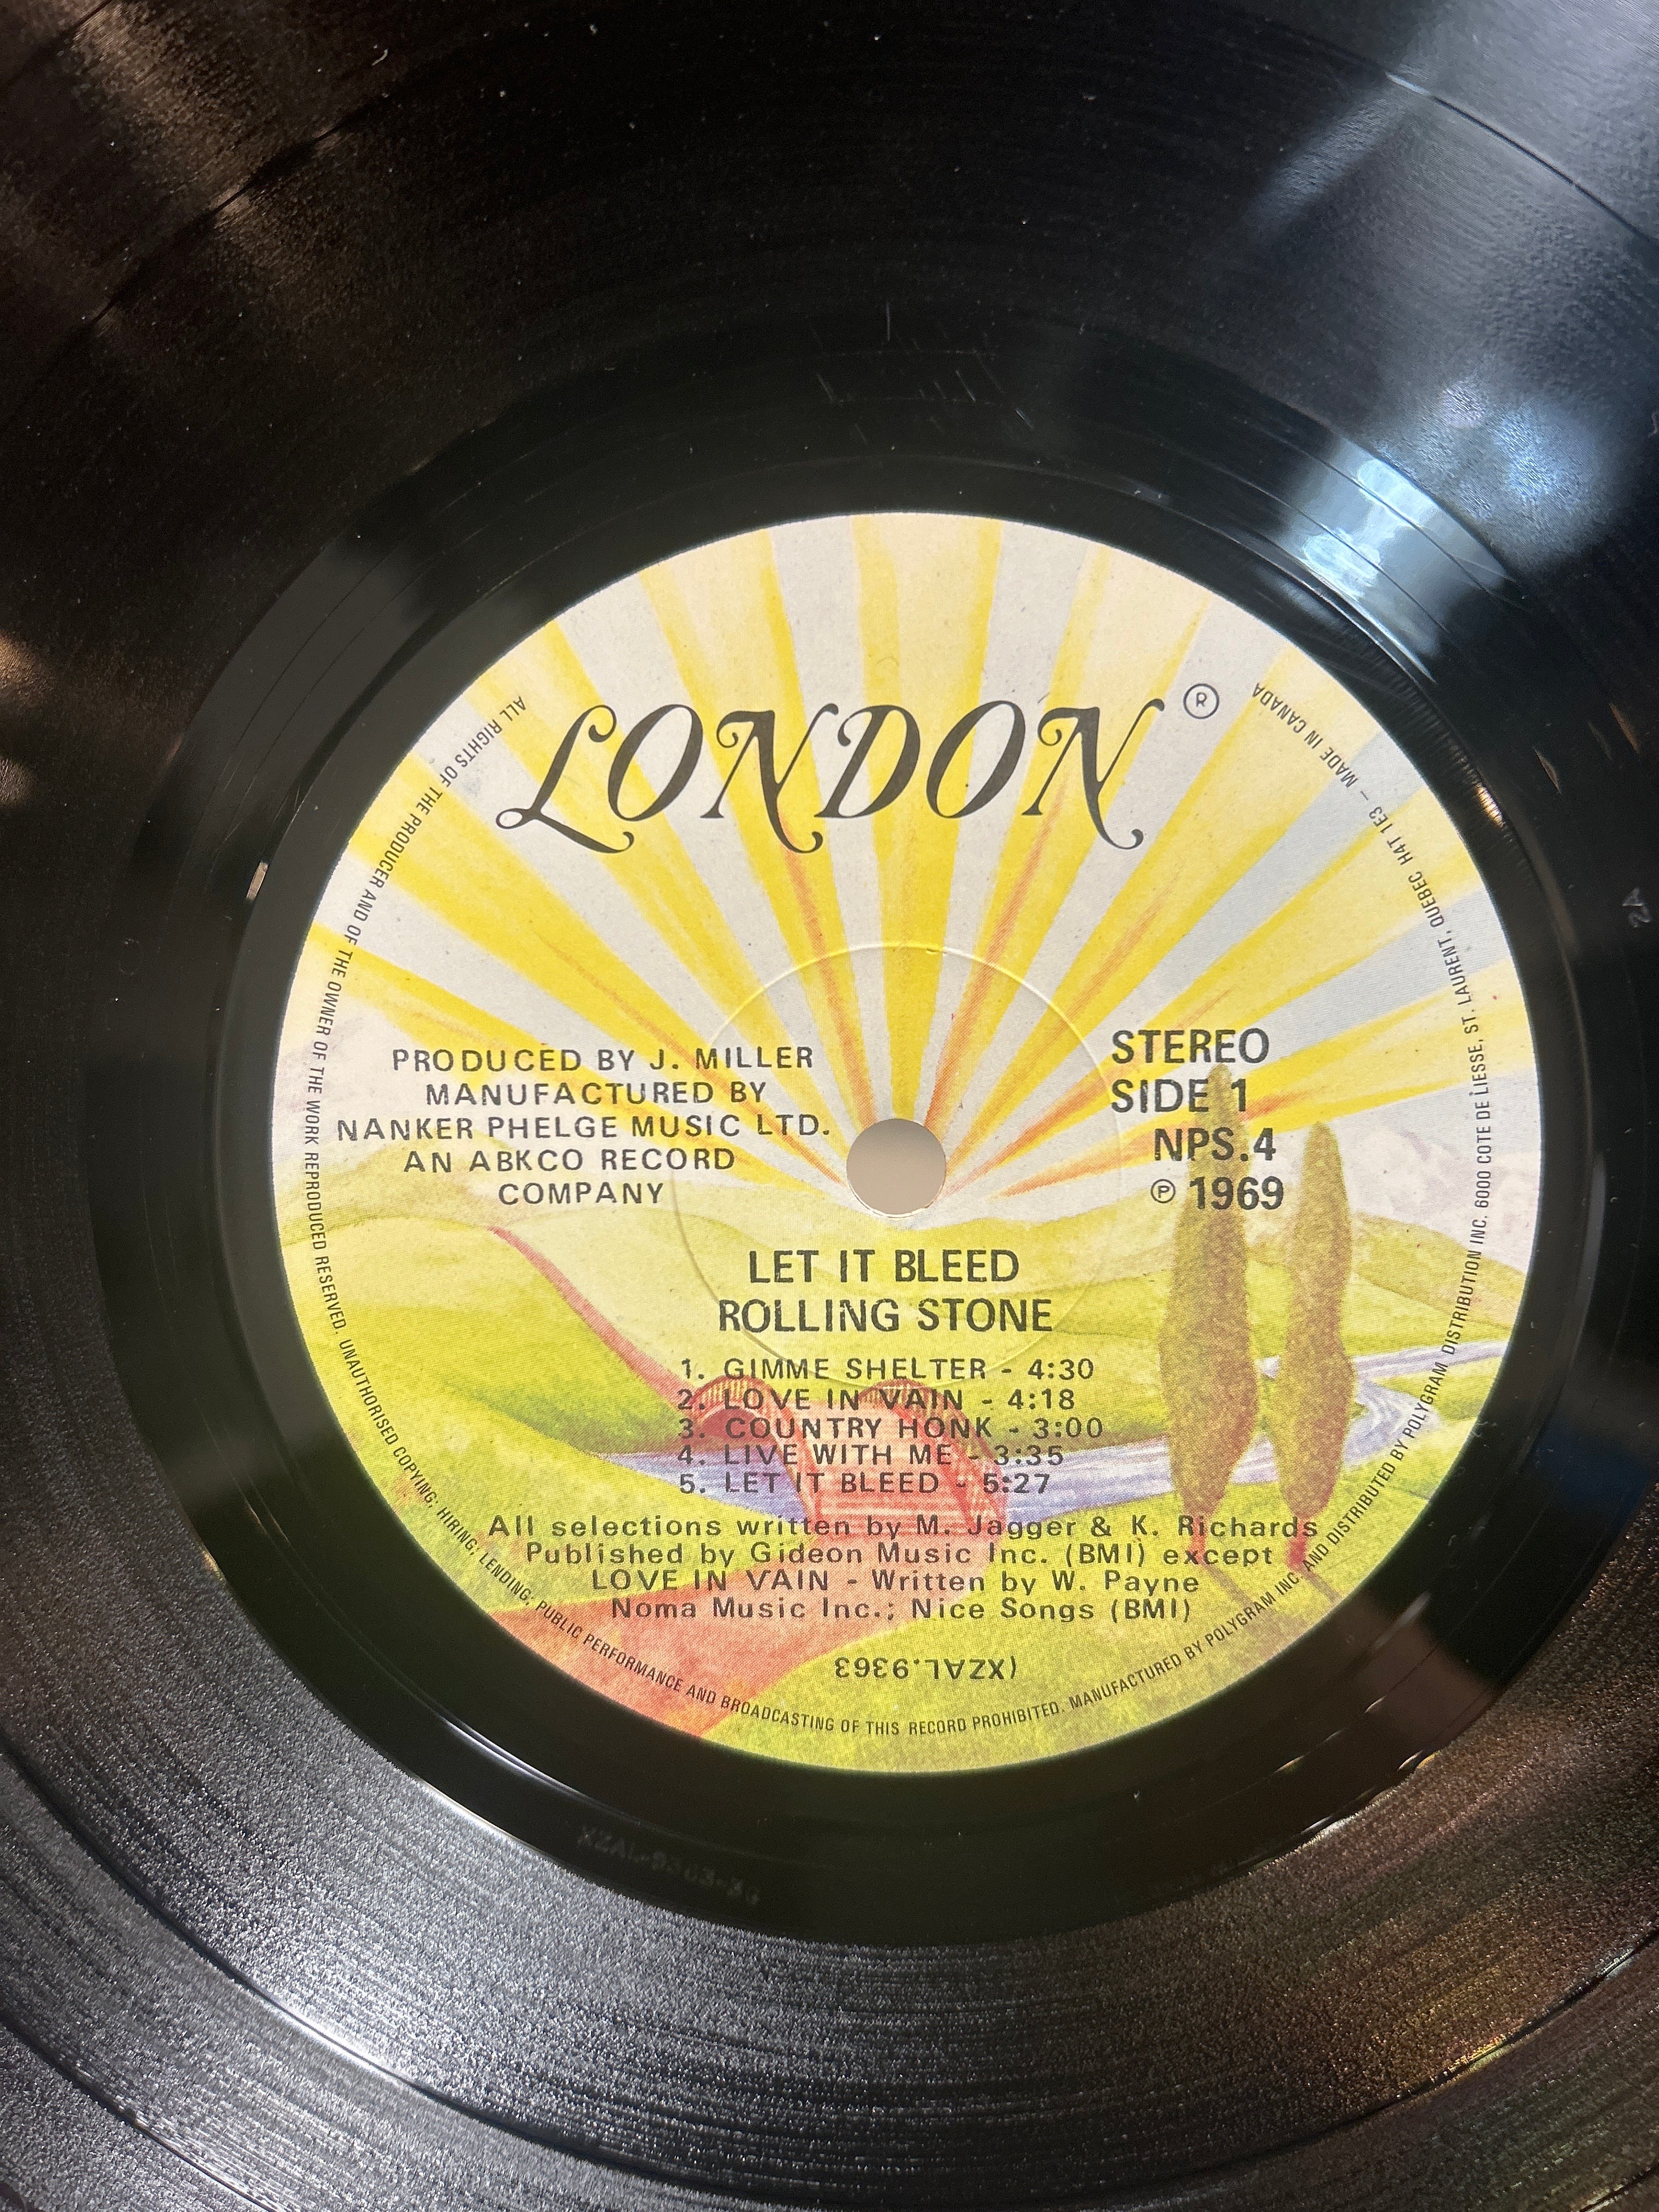 LONDON ®
PRODUCED BY J. MILLER
MANUFACTURED BY
NANKER PHELGE MUSIC LTD.
AN ABKCO RECORD
COMPANY
STEREO
SIDE 1
NPS.4
℗ 1969
LET IT BLEED
ROLLING STONE
1. GIMME SHELTER - 4:30
2. LOVE IN VAIN - 4:18
3. COUNTRY HONK - 3:00
4. LIVE WITH ME - 3:35
5. LET IT BLEED - 5:27
All selections written by M. Jagger & K. Richards
Published by Gideon Music Inc. (BMI) except
LOVE IN VAIN - Written by W. Payne
Noma Music Inc.; Nice Songs (BMI)
(XZAL.9363
ALL RIGHTS OF THE PRODUCER AND OF THE OWNER OF THE WORK REPRODUCED RESERVED. UNAUTHORISED COPYING, HIRING, LENDING, PUBLIC PERFORMANCE AND BROADCASTING OF THIS RECORD PROHIBITED. MANUFACTURED BY POLYGRAM INC. AND DISTRIBUTED BY POLYGRAM DISTRIBUTION INC. 6000 COTE DE LIESSE, ST. LAURENT, QUEBEC H4T 1E3 – MADE IN CANADA